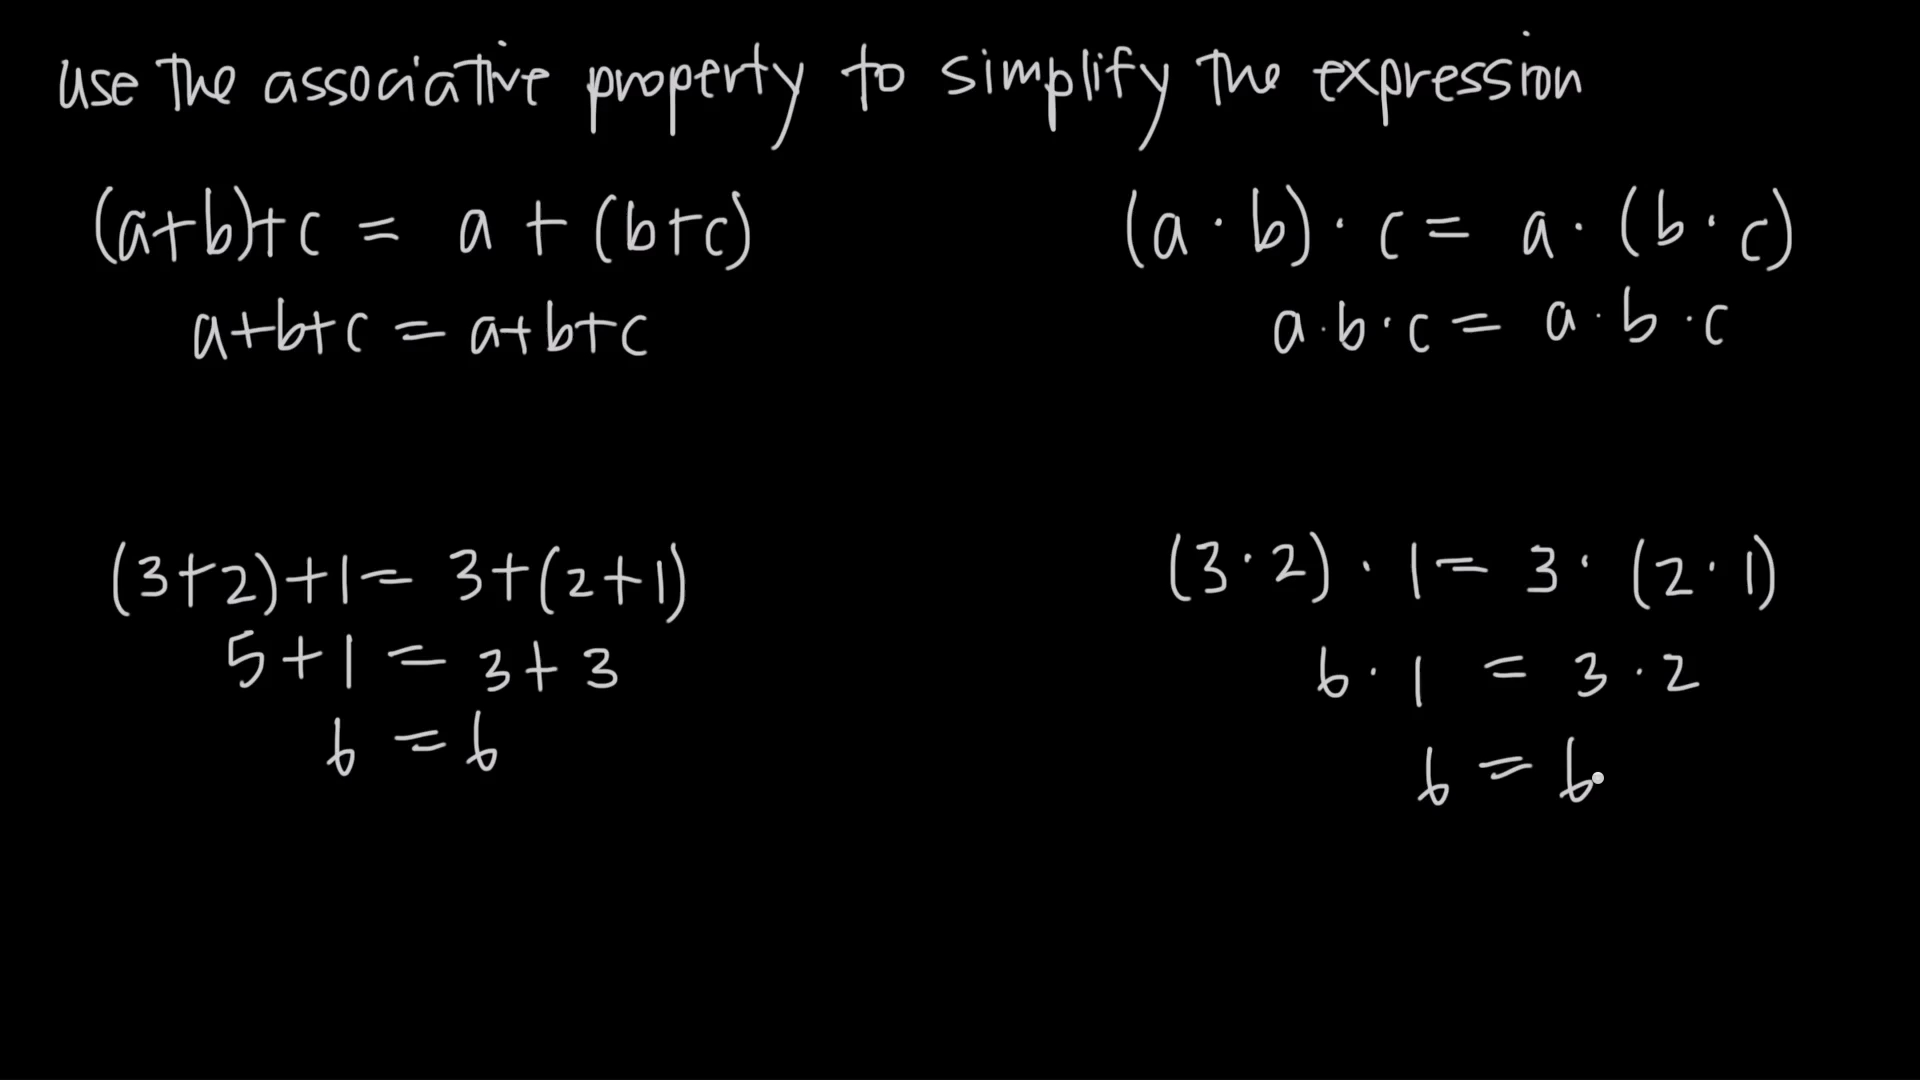 use the associative property to simplify the expression
(a+b)+c = a + (b+c)
a+b+c = a+b+c
(a · b) · c = a · (b · c)
a · b · c = a · b · c
(3+2)+1 = 3+(2+1)
5+1 = 3+3
6 = 6
(3 · 2) · 1 = 3 · (2 · 1)
6 · 1 = 3 · 2
6 = 6